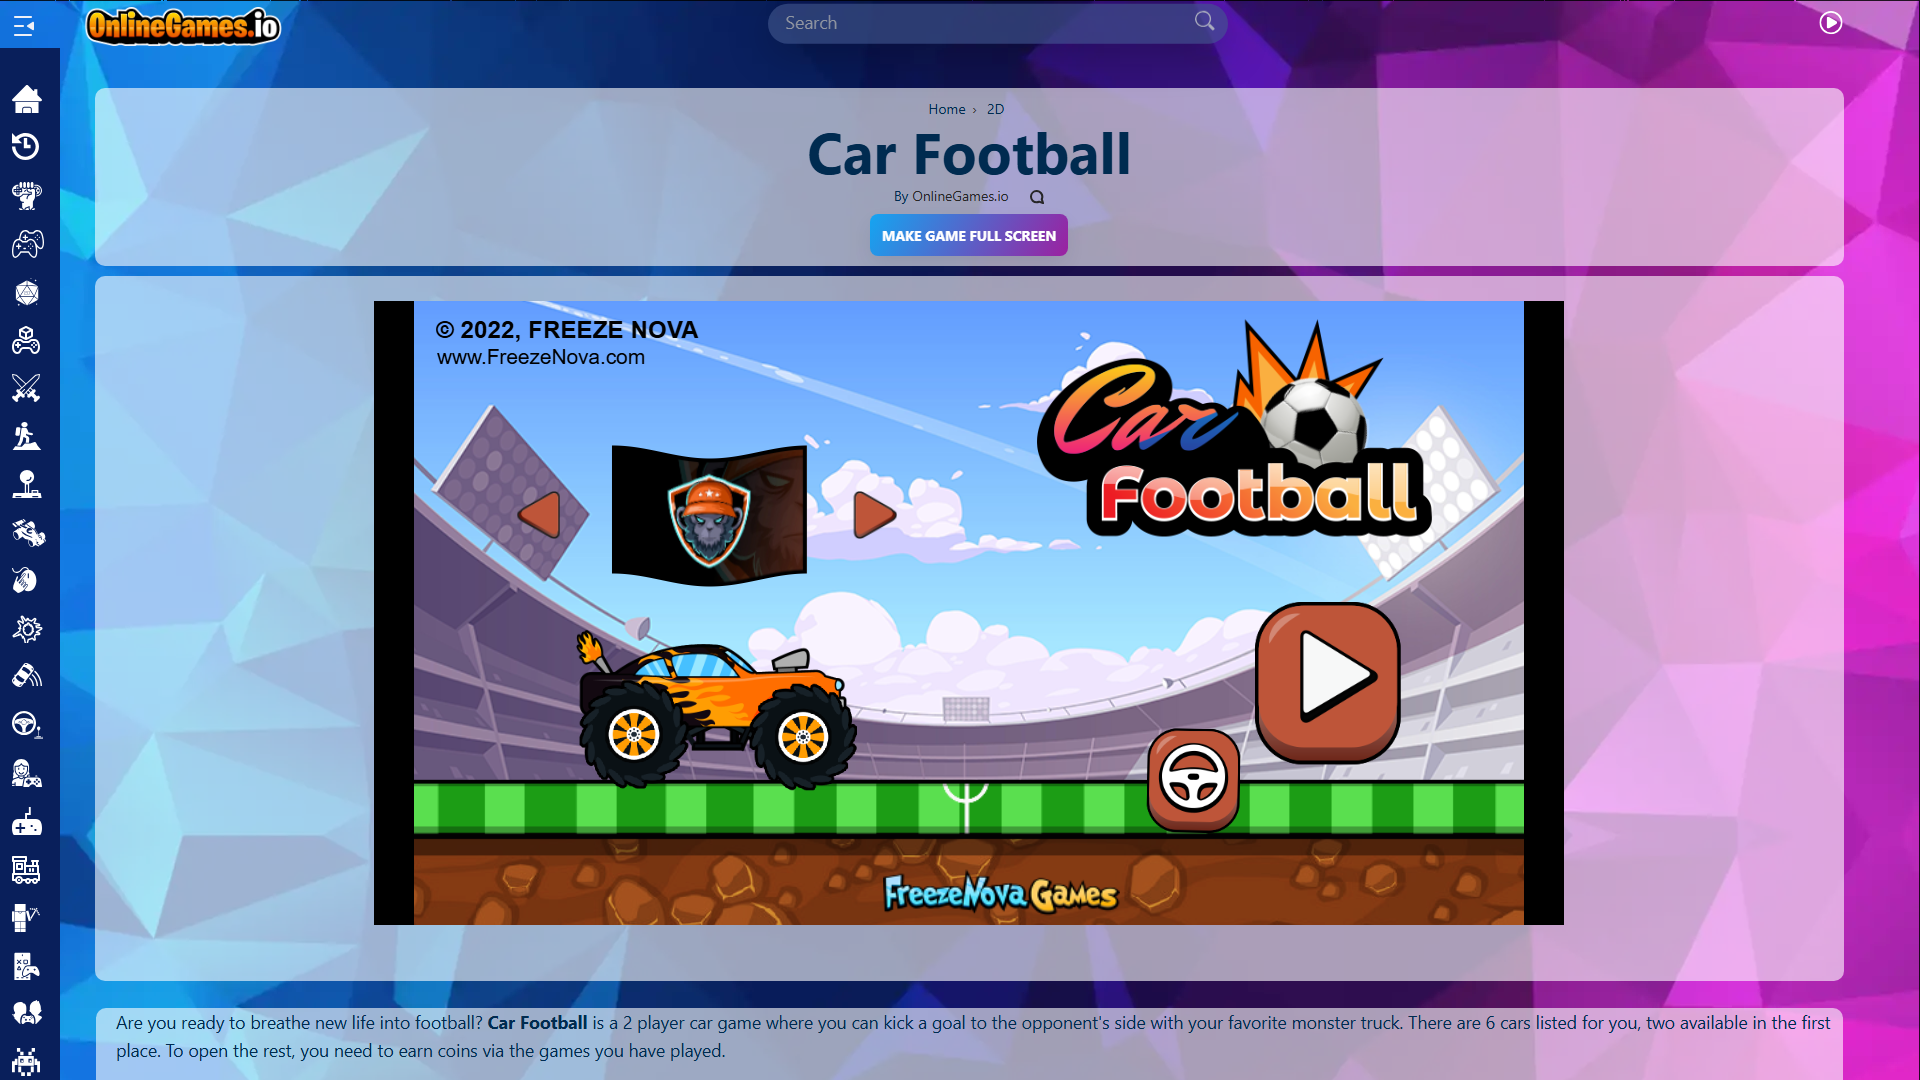 OnlineGames.io
Search
Home › 2D
Car Football
By OnlineGames.io
MAKE GAME FULL SCREEN
© 2022, FREEZE NOVA
www.FreezeNova.com
Car
Football
FreezeNova Games
Are you ready to breathe new life into football? Car Football is a 2 player car game where you can kick a goal to the opponent's side with your favorite monster truck. There are 6 cars listed for you, two available in the first
place. To open the rest, you need to earn coins via the games you have played.